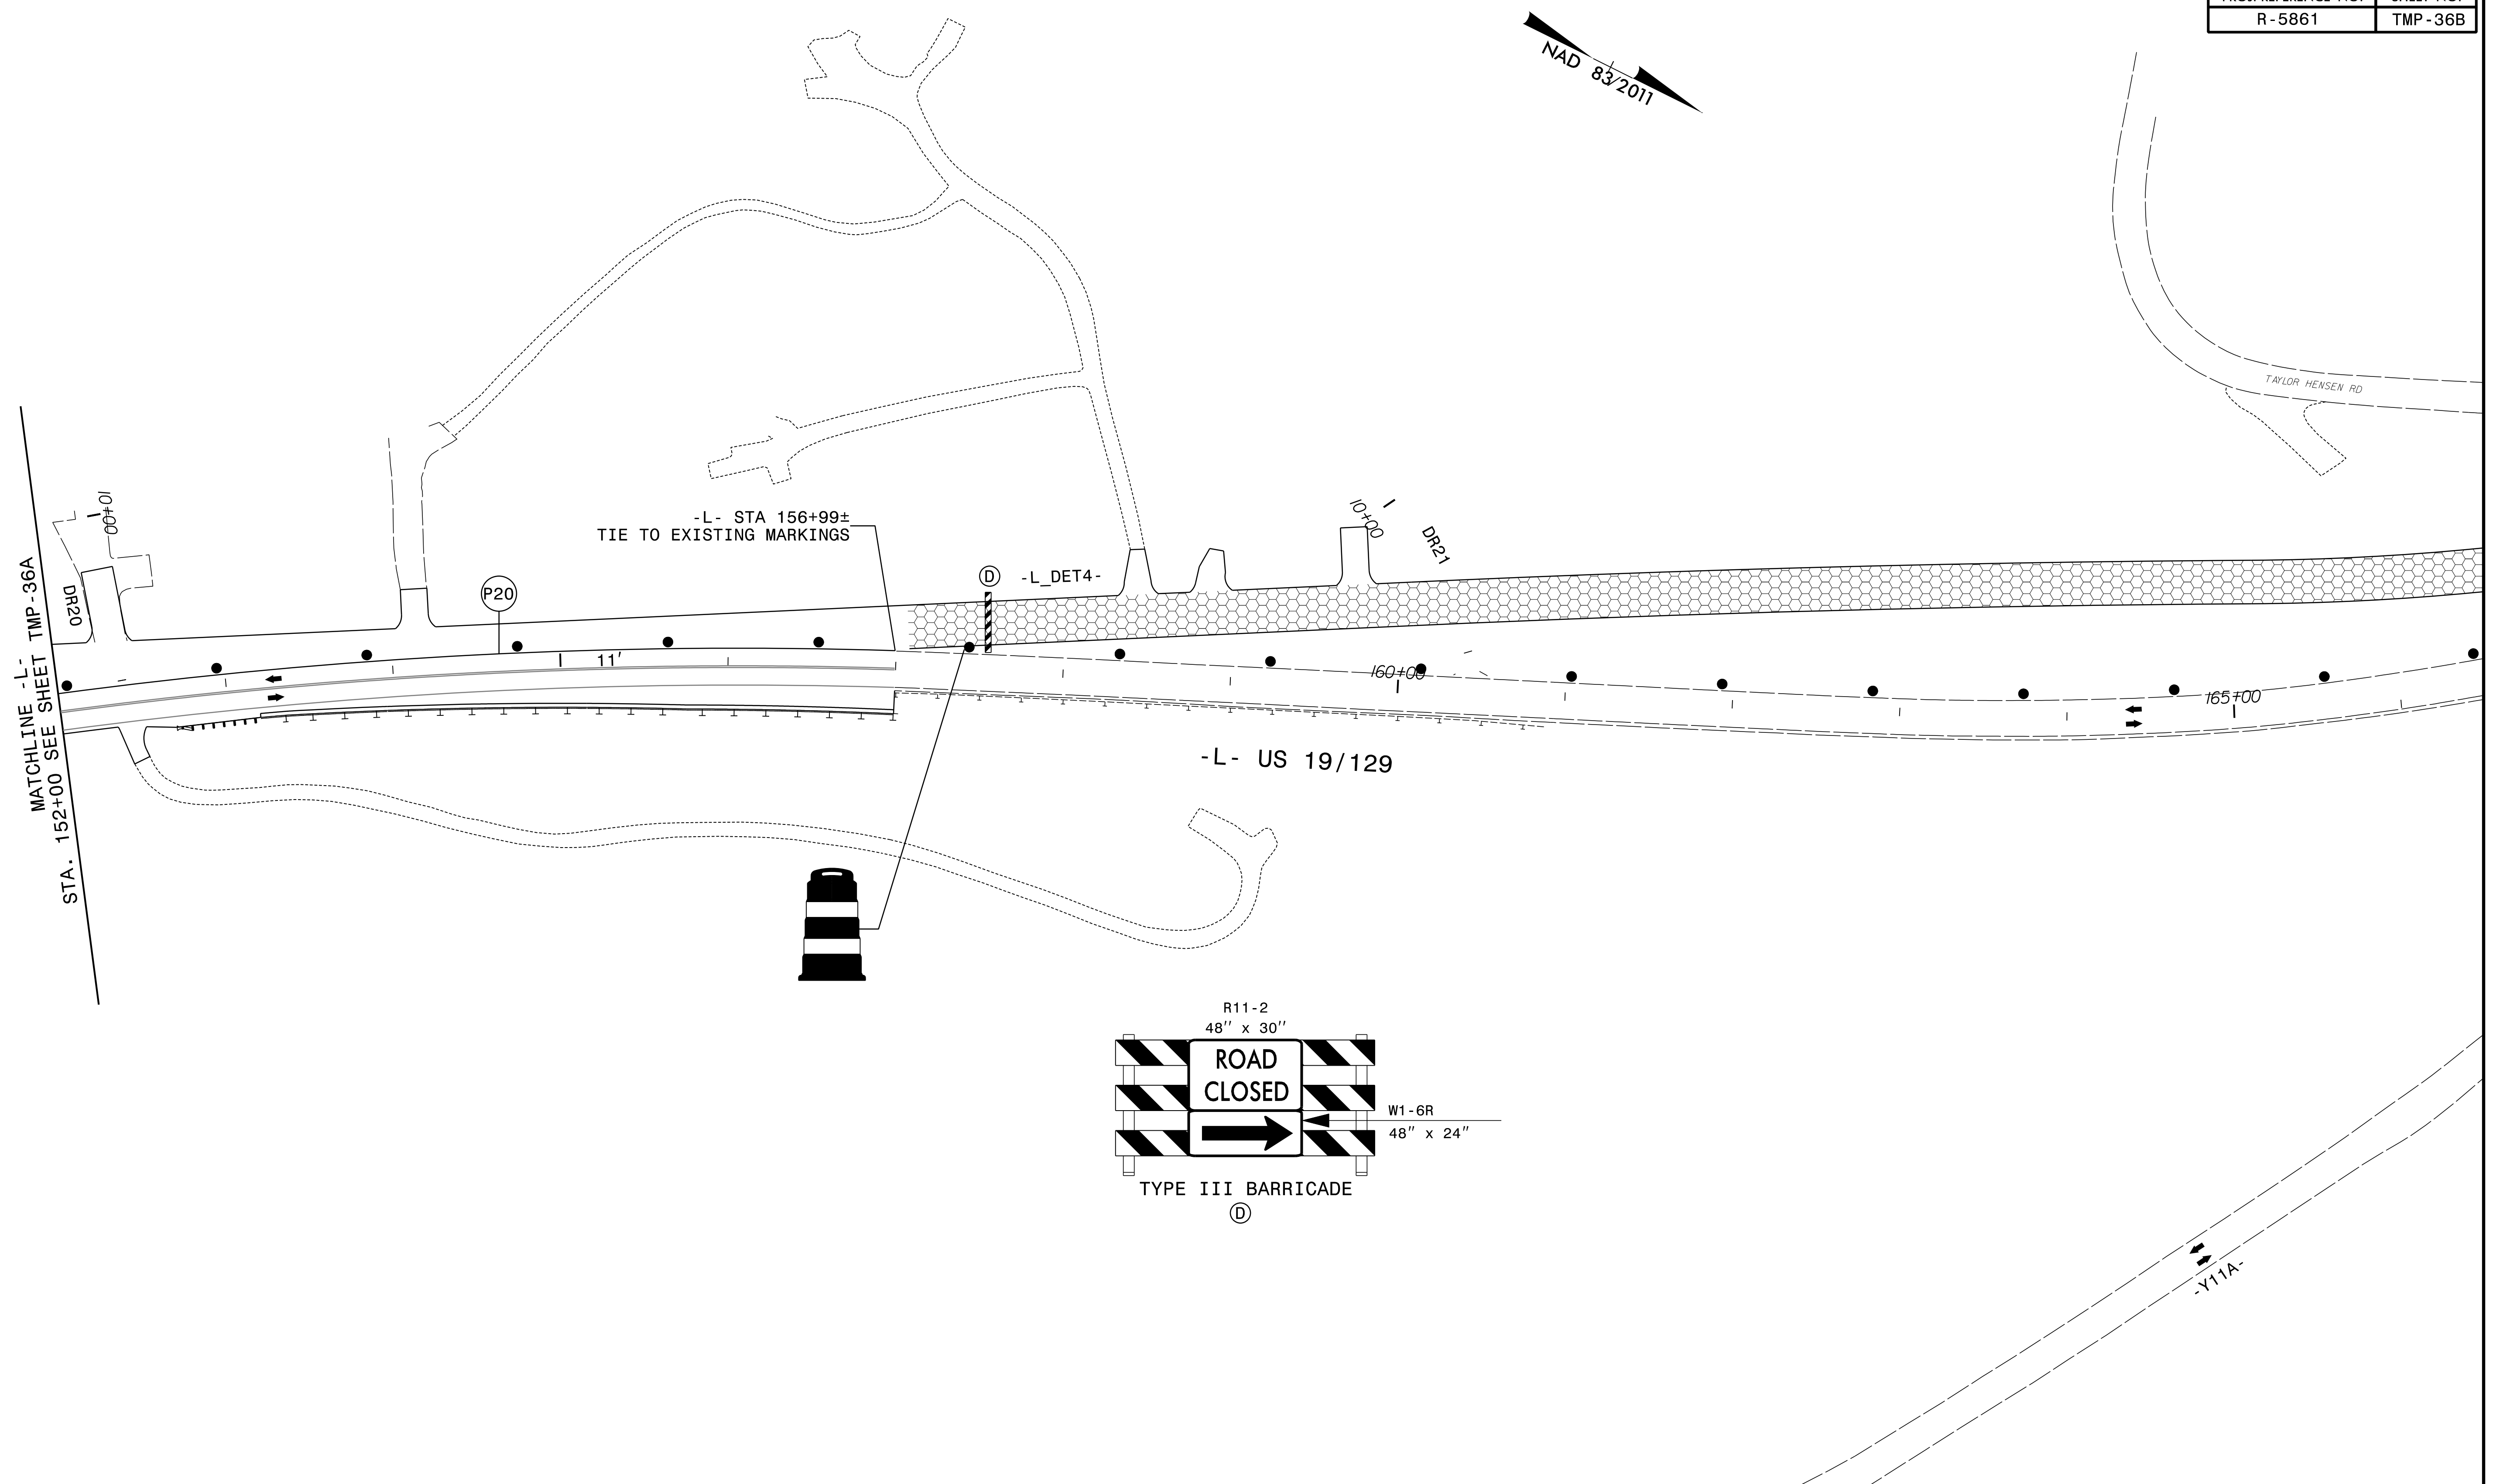 R-5861 TMP-36B
NAD 83/2011
TAYLOR HENSEN RD
10+00
DR20
-L- STA 156+99±
TIE TO EXISTING MARKINGS
10+00
DR21
D
-L_DET4-
P20
11'
160+00
165+00
MATCHLINE -L-
STA. 152+00 SEE SHEET TMP-36A
-L- US 19/129
R11-2
48'' x 30''
ROAD
CLOSED
W1-6R
48" x 24"
TYPE III BARRICADE
D
-Y11A-